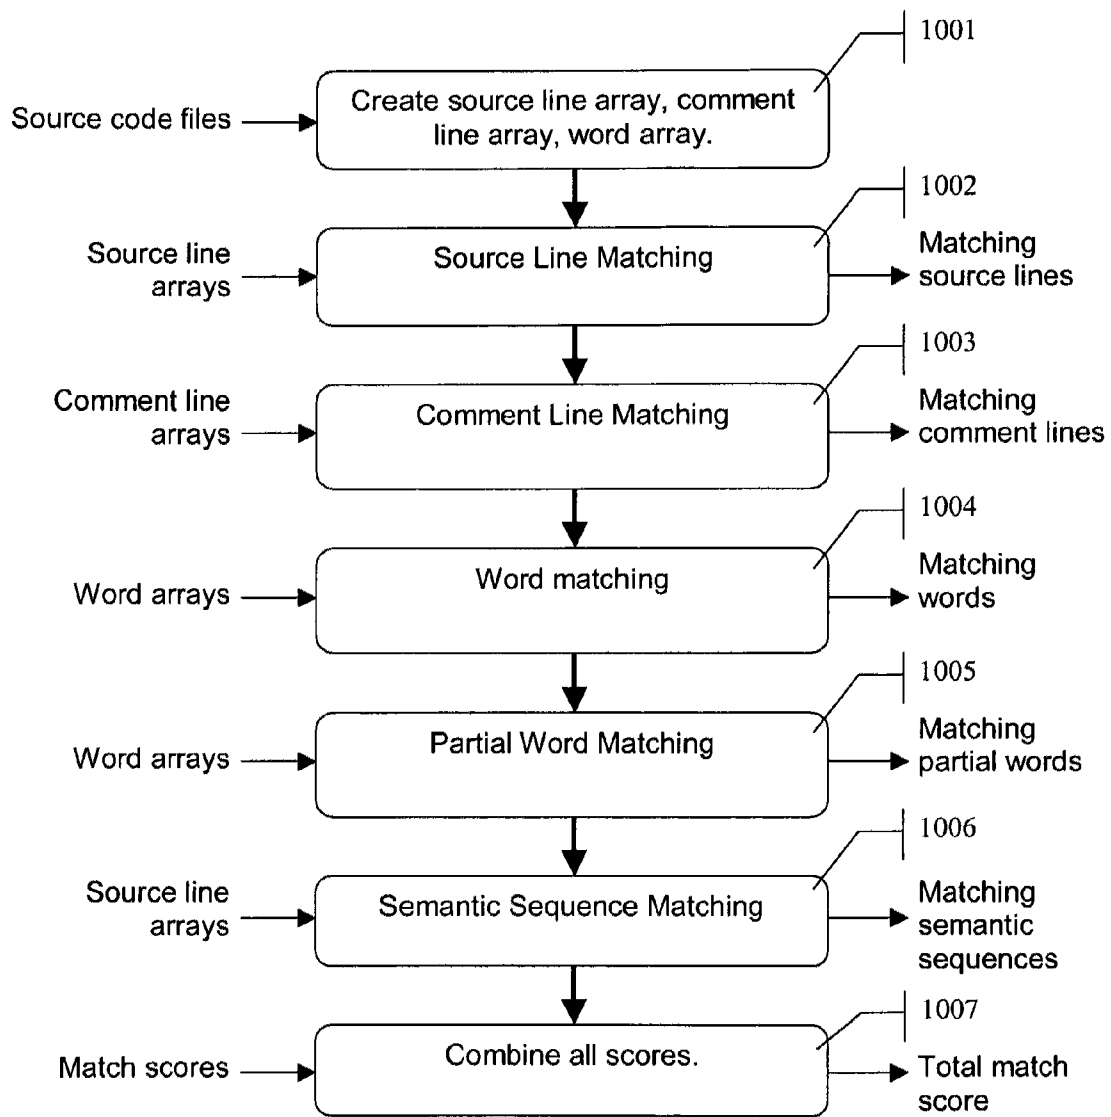 1001
Create source line array, comment
line array, word array.
Source code files
1002
Source line
arrays
Source Line Matching
Matching
source lines
1003
Comment line
arrays
Comment Line Matching
Matching
comment lines
1004
Word arrays
Word matching
Matching
words
1005
Word arrays
Partial Word Matching
Matching
partial words
1006
Source line
arrays
Semantic Sequence Matching
Matching
semantic
sequences
1007
Match scores
Combine all scores.
Total match
score